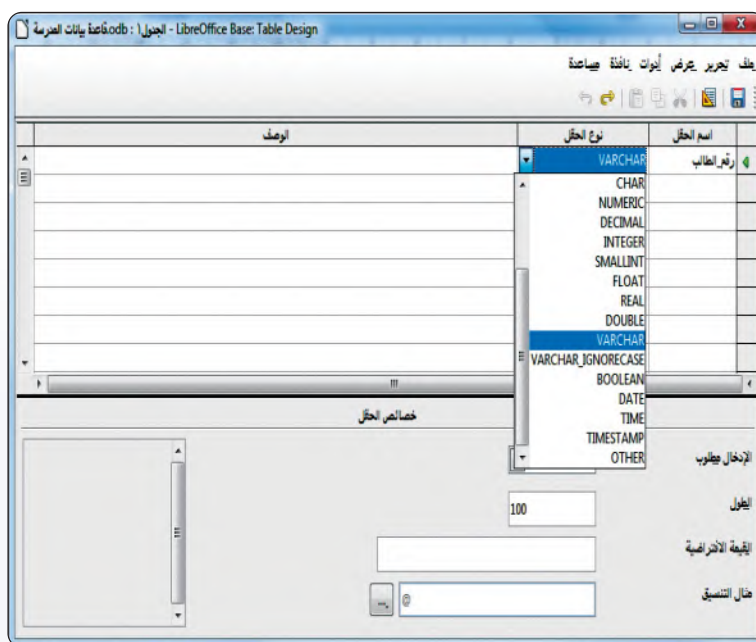 قاعدة بيانات المدرسة.odb : الجدول1 - LibreOffice Base: Table Design
ملف تحرير عرض أدوات نافذة مساعدة
اسم الحقل نوع الحقل الوصف
رقم_الطالب VARCHAR
CHAR
NUMERIC
DECIMAL
INTEGER
SMALLINT
FLOAT
REAL
DOUBLE
VARCHAR
VARCHAR_IGNORECASE
BOOLEAN
DATE
TIME
TIMESTAMP
OTHER
خصائص الحقل
الإدخال مطلوب
الطول 100
القيمة الافتراضية
مثال التنسيق @ ...